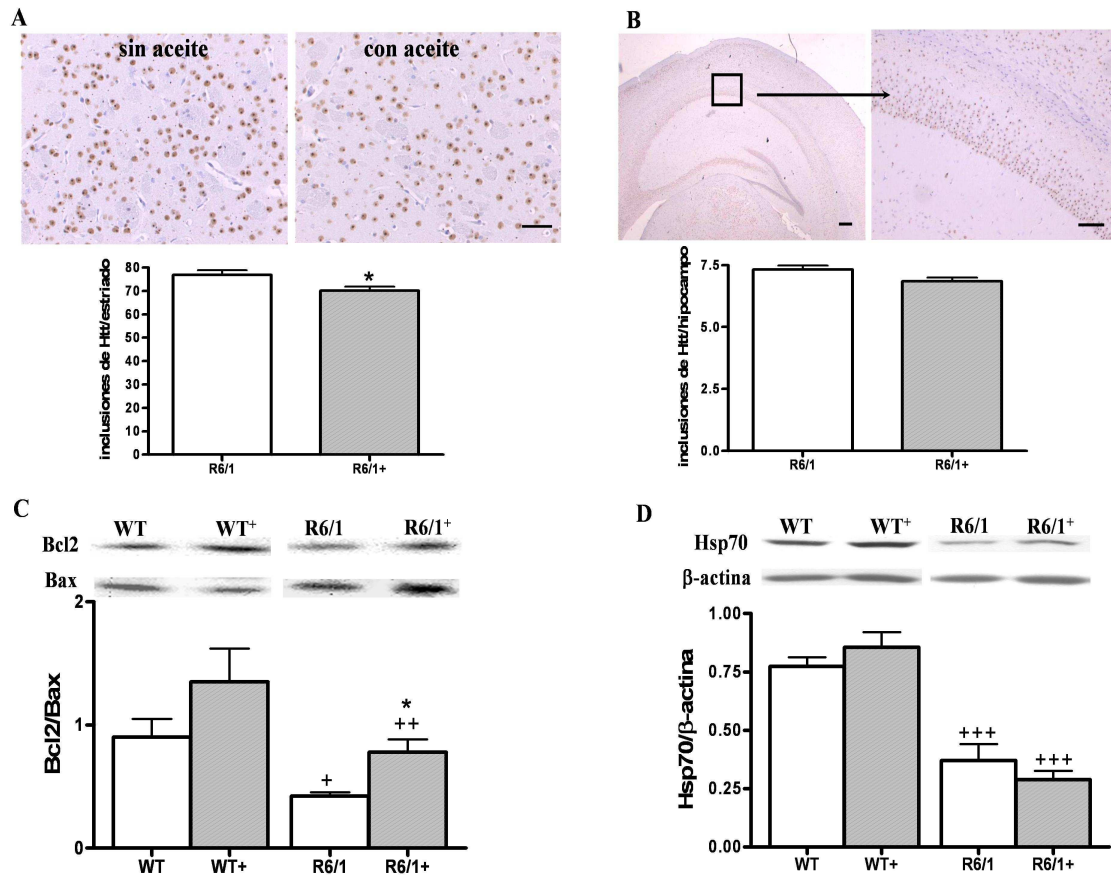 A
sin aceite
con aceite
inclusiones de Htt/estriado
80
70
60
50
40
30
20
10
0
*
R6/1
R6/1+
B
inclusiones de Htt/hipocampo
7.5
5.0
2.5
0.0
R6/1
R6/1+
C
WT
WT+
R6/1
R6/1+
Bcl2
Bax
Bcl2/Bax
2
1
0
+
*
++
WT
WT+
R6/1
R6/1+
D
WT
WT+
R6/1
R6/1+
Hsp70
β-actina
Hsp70/β-actina
1.00
0.75
0.50
0.25
0.00
+++
+++
WT
WT+
R6/1
R6/1+